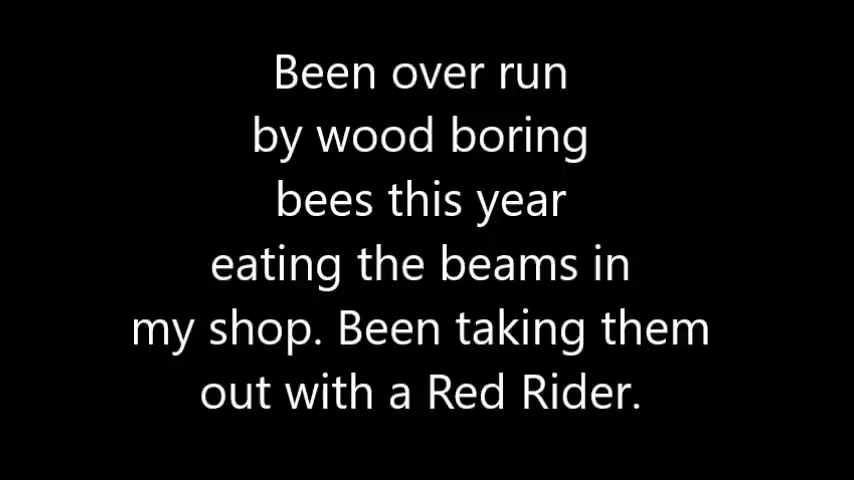 Been over run
by wood boring
bees this year
eating the beams in
my shop. Been taking them
out with a Red Rider.